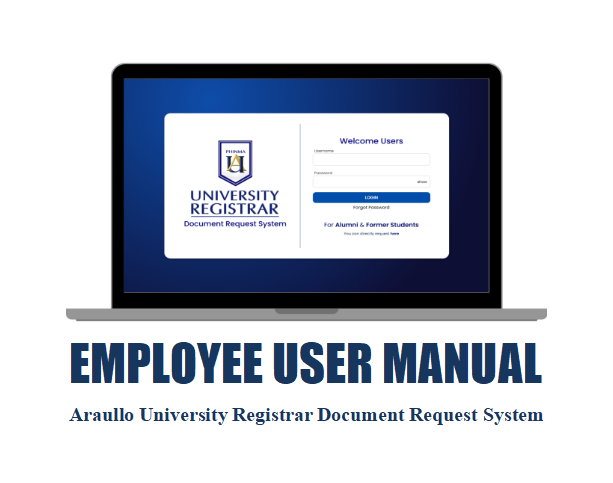 PHINMA
UA
UNIVERSITY
REGISTRAR
Document Request System
Welcome Users
Username
Password
show
LOGIN
Forgot Password
For Alumni & Former Students
You can directly request here
EMPLOYEE USER MANUAL
Araullo University Registrar Document Request System